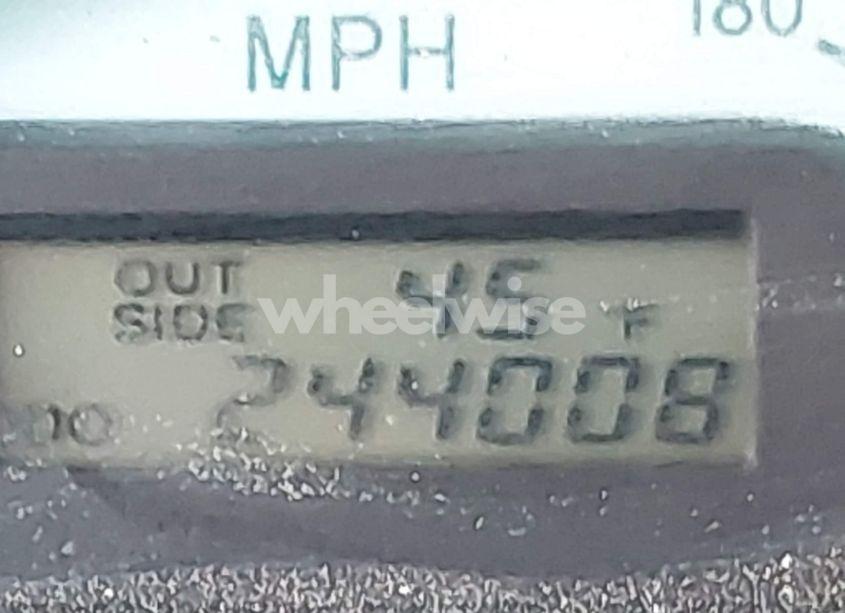 180
MPH
OUT SIDE 45 °F
ODO 244008
wheelwise